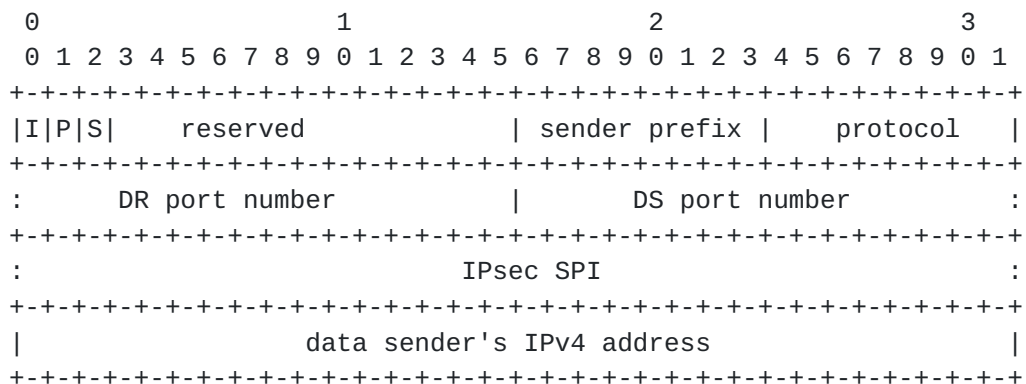 0                   1                   2                   3
 0 1 2 3 4 5 6 7 8 9 0 1 2 3 4 5 6 7 8 9 0 1 2 3 4 5 6 7 8 9 0 1
+-+-+-+-+-+-+-+-+-+-+-+-+-+-+-+-+-+-+-+-+-+-+-+-+-+-+-+-+-+-+-+-+
|I|P|S|    reserved             | sender prefix |    protocol   |
+-+-+-+-+-+-+-+-+-+-+-+-+-+-+-+-+-+-+-+-+-+-+-+-+-+-+-+-+-+-+-+-+
:      DR port number           |       DS port number          :
+-+-+-+-+-+-+-+-+-+-+-+-+-+-+-+-+-+-+-+-+-+-+-+-+-+-+-+-+-+-+-+-+
:                            IPsec SPI                          :
+-+-+-+-+-+-+-+-+-+-+-+-+-+-+-+-+-+-+-+-+-+-+-+-+-+-+-+-+-+-+-+-+
|                  data sender's IPv4 address                   |
+-+-+-+-+-+-+-+-+-+-+-+-+-+-+-+-+-+-+-+-+-+-+-+-+-+-+-+-+-+-+-+-+